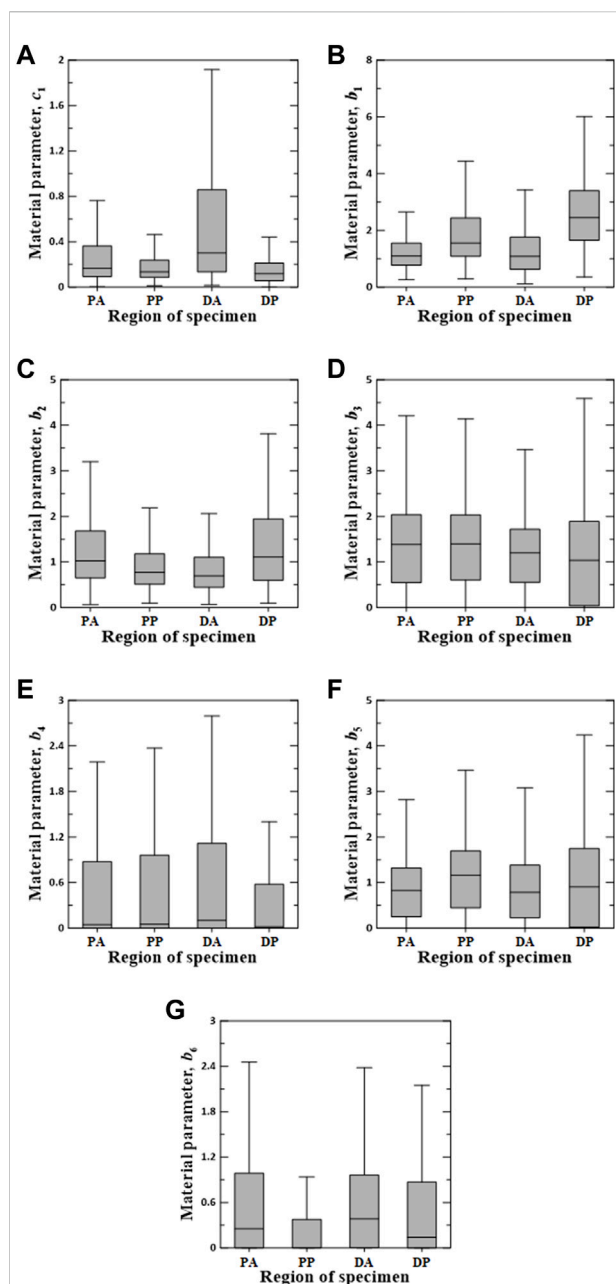 A
Material parameter, c₁
2
1.6
1.2
0.8
0.4
0
PA PP DA DP
Region of specimen
B
Material parameter, b₁
8
6
4
2
0
PA PP DA DP
Region of specimen
C
Material parameter, b₂
5
4
3
2
1
0
PA PP DA DP
Region of specimen
D
Material parameter, b₃
5
4
3
2
1
0
PA PP DA DP
Region of specimen
E
Material parameter, b₄
3
2.4
1.8
1.2
0.6
0
PA PP DA DP
Region of specimen
F
Material parameter, b₅
5
4
3
2
1
0
PA PP DA DP
Region of specimen
G
Material parameter, b₆
3
2.4
1.8
1.2
0.6
0
PA PP DA DP
Region of specimen